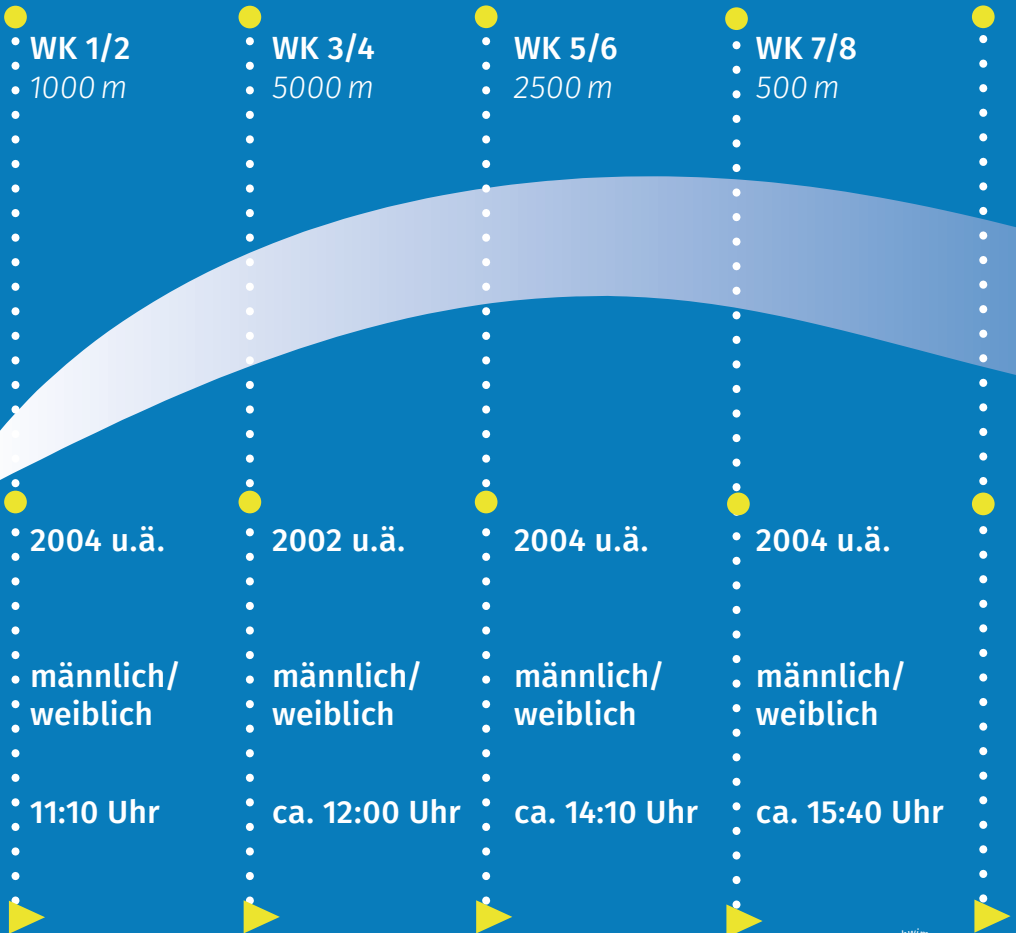 WK 1/2
1000 m
2004 u.ä.
männlich/
weiblich
11:10 Uhr
WK 3/4
5000 m
2002 u.ä.
männlich/
weiblich
ca. 12:00 Uhr
WK 5/6
2500 m
2004 u.ä.
männlich/
weiblich
ca. 14:10 Uhr
WK 7/8
500 m
2004 u.ä.
männlich/
weiblich
ca. 15:40 Uhr